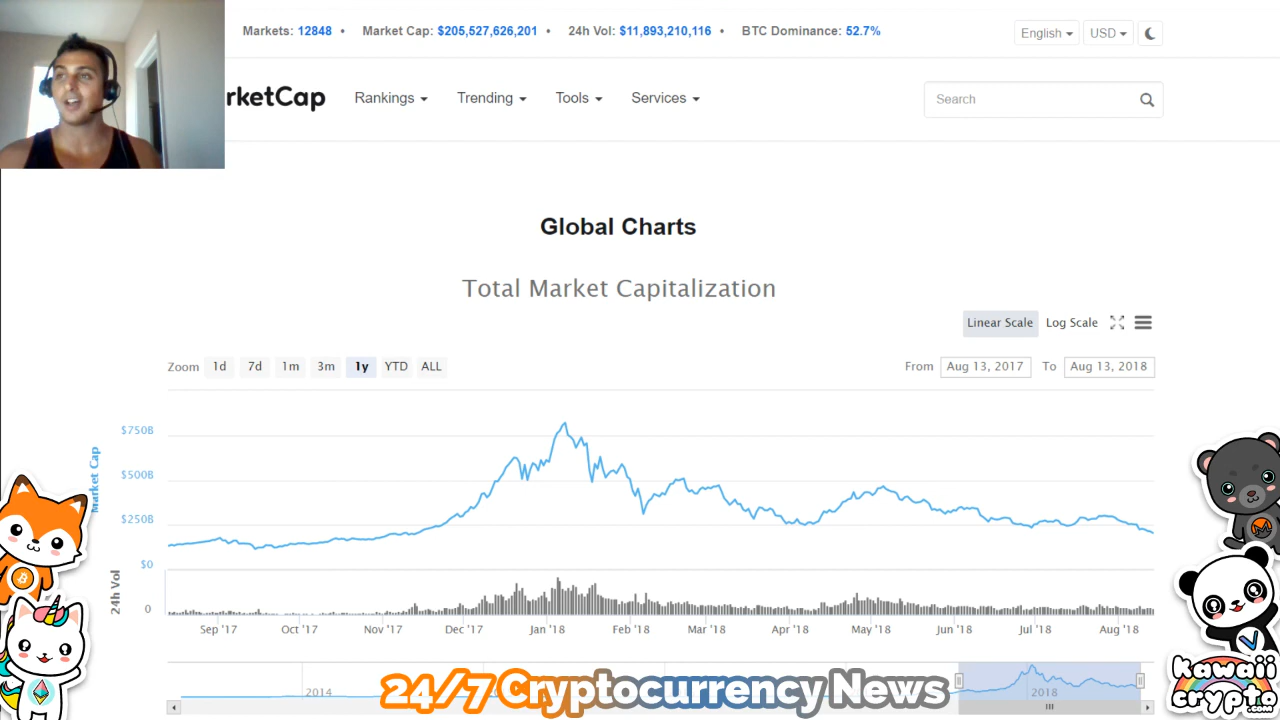 Markets: 12848 • Market Cap: $205,527,626,201 • 24h Vol: $11,893,210,116 • BTC Dominance: 52.7%
English USD
rketCap Rankings Trending Tools Services Search
Global Charts
Total Market Capitalization
Linear Scale Log Scale
Zoom 1d 7d 1m 3m 1y YTD ALL From Aug 13, 2017 To Aug 13, 2018
$750B
$500B
$250B
$0
Market Cap
24h Vol
0
Sep '17 Oct '17 Nov '17 Dec '17 Jan '18 Feb '18 Mar '18 Apr '18 May '18 Jun '18 Jul '18 Aug '18
2014 2018
24/7 Cryptocurrency News
kawaii
crypto
.com